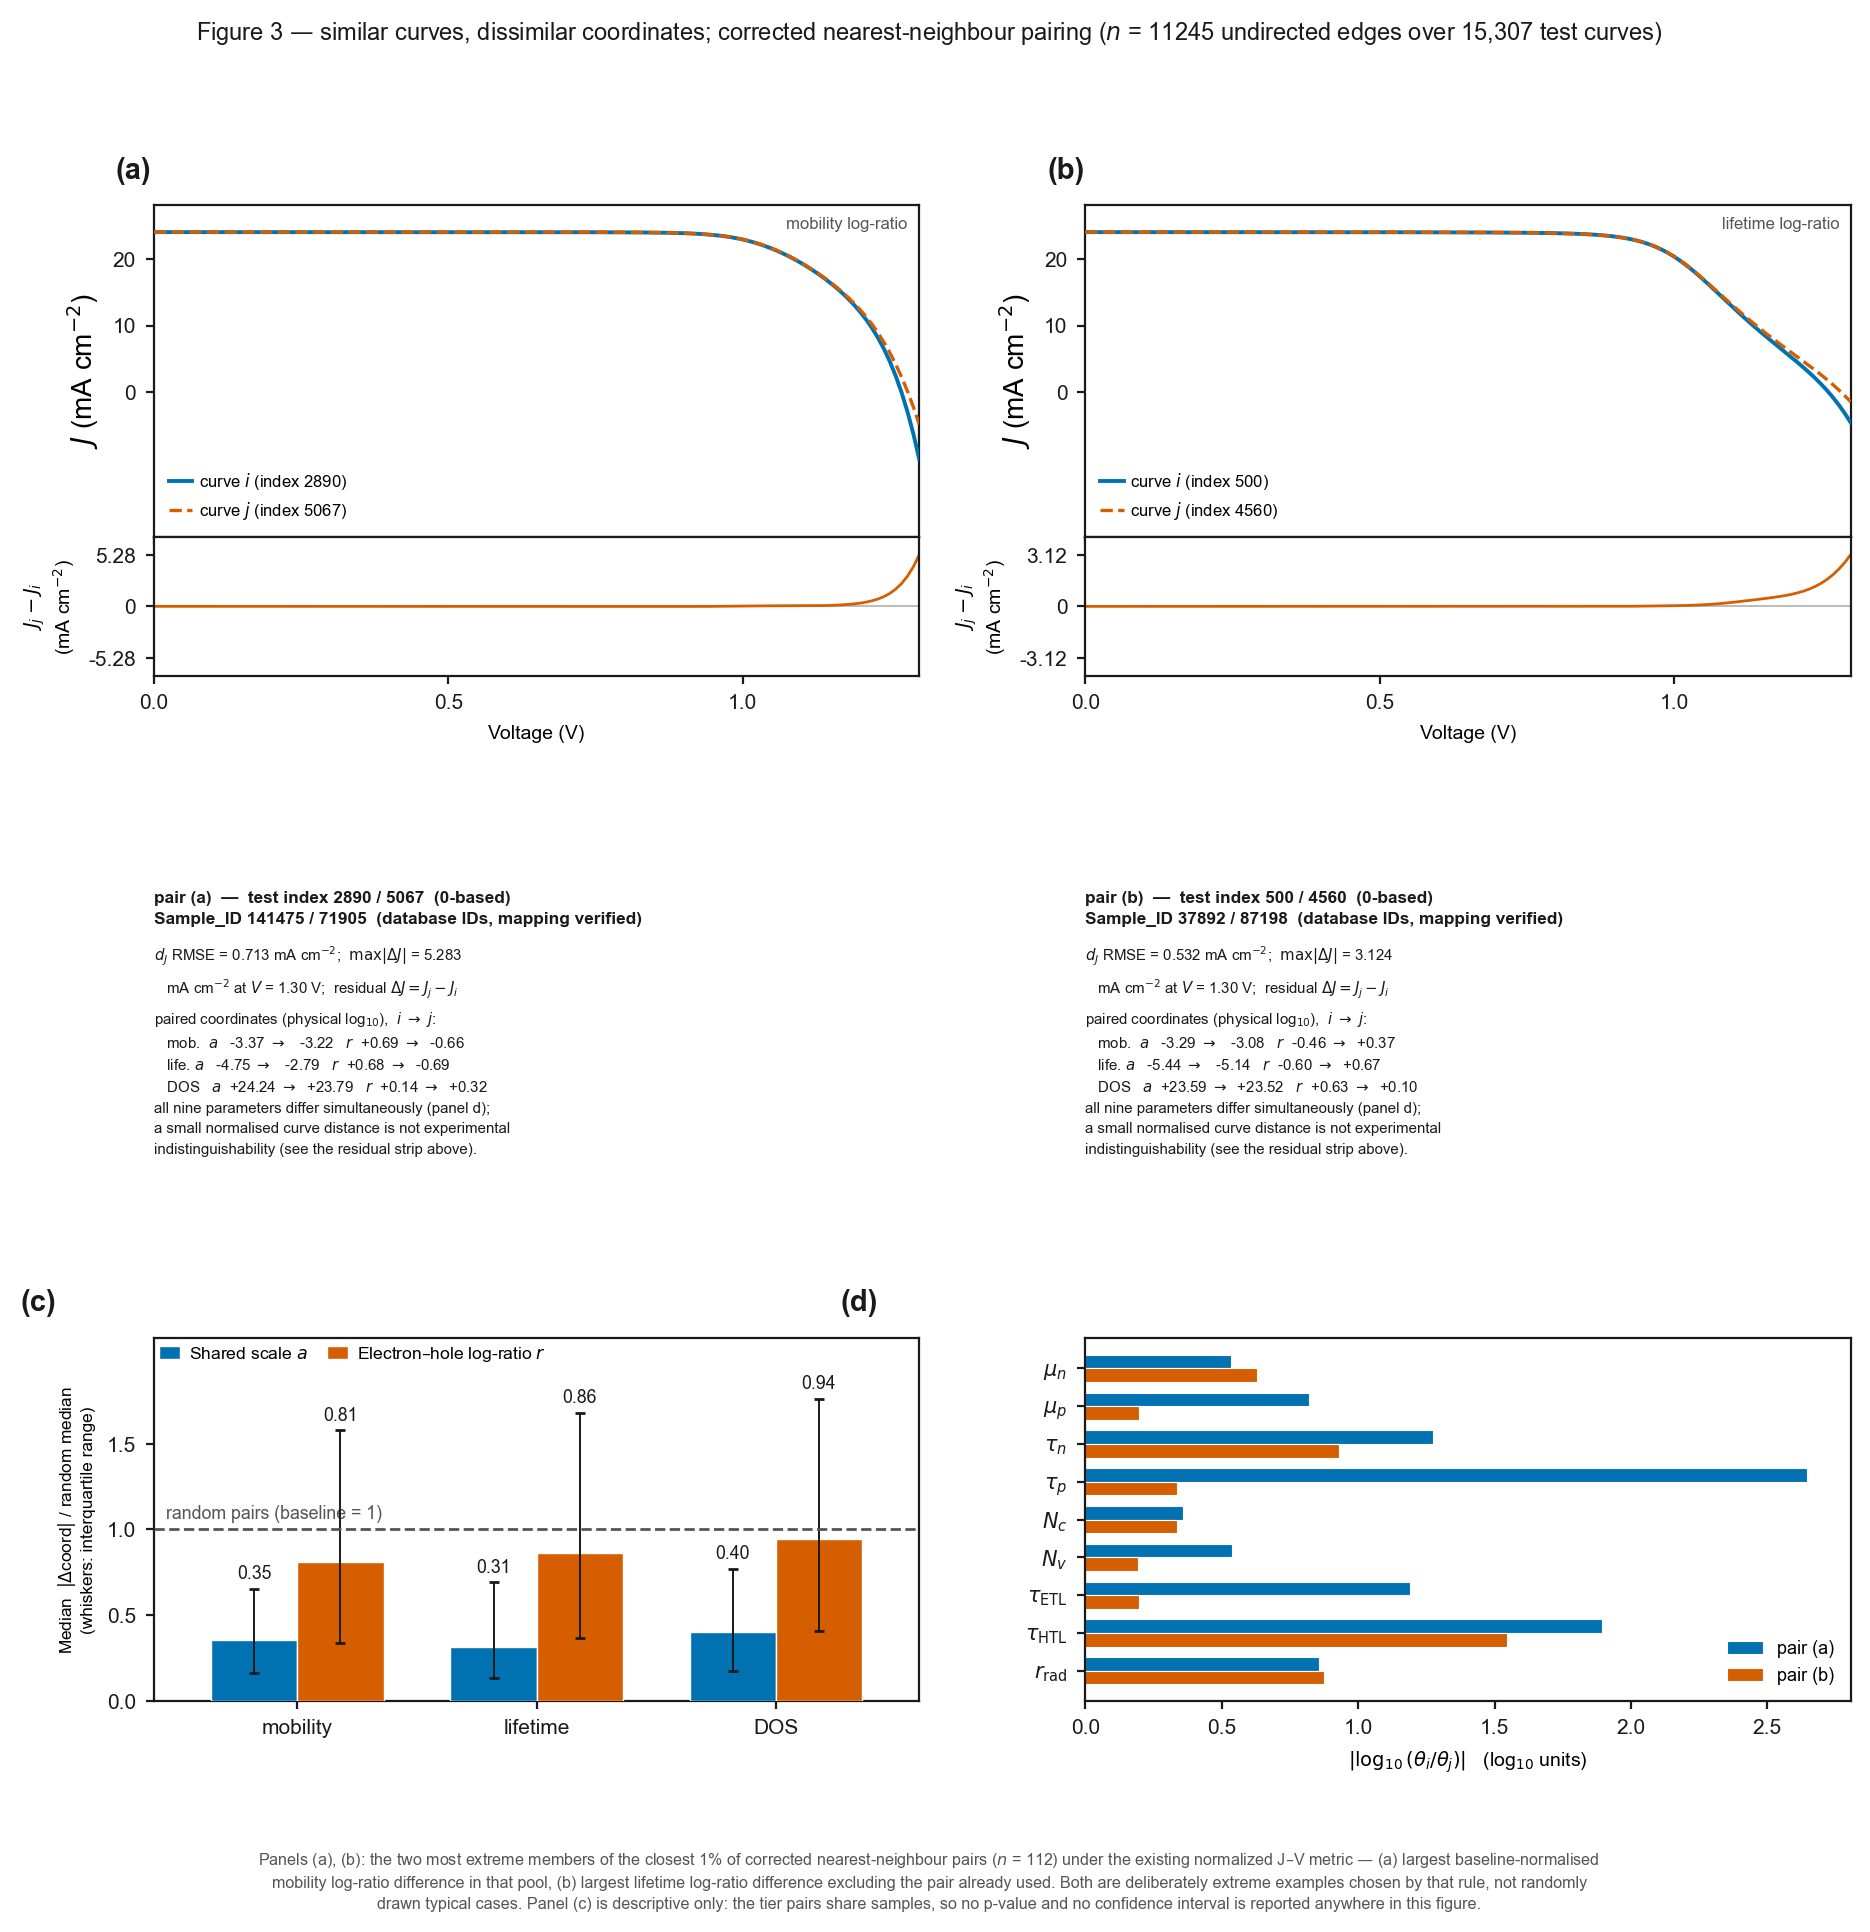 Figure 3 — similar curves, dissimilar coordinates; corrected nearest-neighbour pairing (n = 11245 undirected edges over 15,307 test curves)
(a)
mobility log-ratio
20
10
0
J (mA cm⁻²)
curve i (index 2890)
curve j (index 5067)
5.28
0
-5.28
Jⱼ − Jᵢ
(mA cm⁻²)
0.0
0.5
1.0
Voltage (V)
(b)
lifetime log-ratio
20
10
0
J (mA cm⁻²)
curve i (index 500)
curve j (index 4560)
3.12
0
-3.12
Jⱼ − Jᵢ
(mA cm⁻²)
0.0
0.5
1.0
Voltage (V)
pair (a) — test index 2890 / 5067 (0-based)
Sample_ID 141475 / 71905 (database IDs, mapping verified)
d_J RMSE = 0.713 mA cm⁻²; max|ΔJ| = 5.283
mA cm⁻² at V = 1.30 V; residual ΔJ = Jⱼ − Jᵢ
paired coordinates (physical log₁₀), i → j:
mob. a -3.37 → -3.22 r +0.69 → -0.66
life. a -4.75 → -2.79 r +0.68 → -0.69
DOS a +24.24 → +23.79 r +0.14 → +0.32
all nine parameters differ simultaneously (panel d);
a small normalised curve distance is not experimental
indistinguishability (see the residual strip above).
pair (b) — test index 500 / 4560 (0-based)
Sample_ID 37892 / 87198 (database IDs, mapping verified)
d_J RMSE = 0.532 mA cm⁻²; max|ΔJ| = 3.124
mA cm⁻² at V = 1.30 V; residual ΔJ = Jⱼ − Jᵢ
paired coordinates (physical log₁₀), i → j:
mob. a -3.29 → -3.08 r -0.46 → +0.37
life. a -5.44 → -5.14 r -0.60 → +0.67
DOS a +23.59 → +23.52 r +0.63 → +0.10
all nine parameters differ simultaneously (panel d);
a small normalised curve distance is not experimental
indistinguishability (see the residual strip above).
(c)
Shared scale a
Electron–hole log-ratio r
0.81
0.86
0.94
random pairs (baseline = 1)
0.35
0.31
0.40
1.5
1.0
0.5
0.0
Median |Δcoord| / random median
(whiskers: interquartile range)
mobility
lifetime
DOS
(d)
μₙ
μₚ
τₙ
τₚ
N_c
N_v
τ_ETL
τ_HTL
r_rad
pair (a)
pair (b)
0.0
0.5
1.0
1.5
2.0
2.5
|log₁₀ (θᵢ/θⱼ)| (log₁₀ units)
Panels (a), (b): the two most extreme members of the closest 1% of corrected nearest-neighbour pairs (n = 112) under the existing normalized J–V metric — (a) largest baseline-normalised
mobility log-ratio difference in that pool, (b) largest lifetime log-ratio difference excluding the pair already used. Both are deliberately extreme examples chosen by that rule, not randomly
drawn typical cases. Panel (c) is descriptive only: the tier pairs share samples, so no p-value and no confidence interval is reported anywhere in this figure.